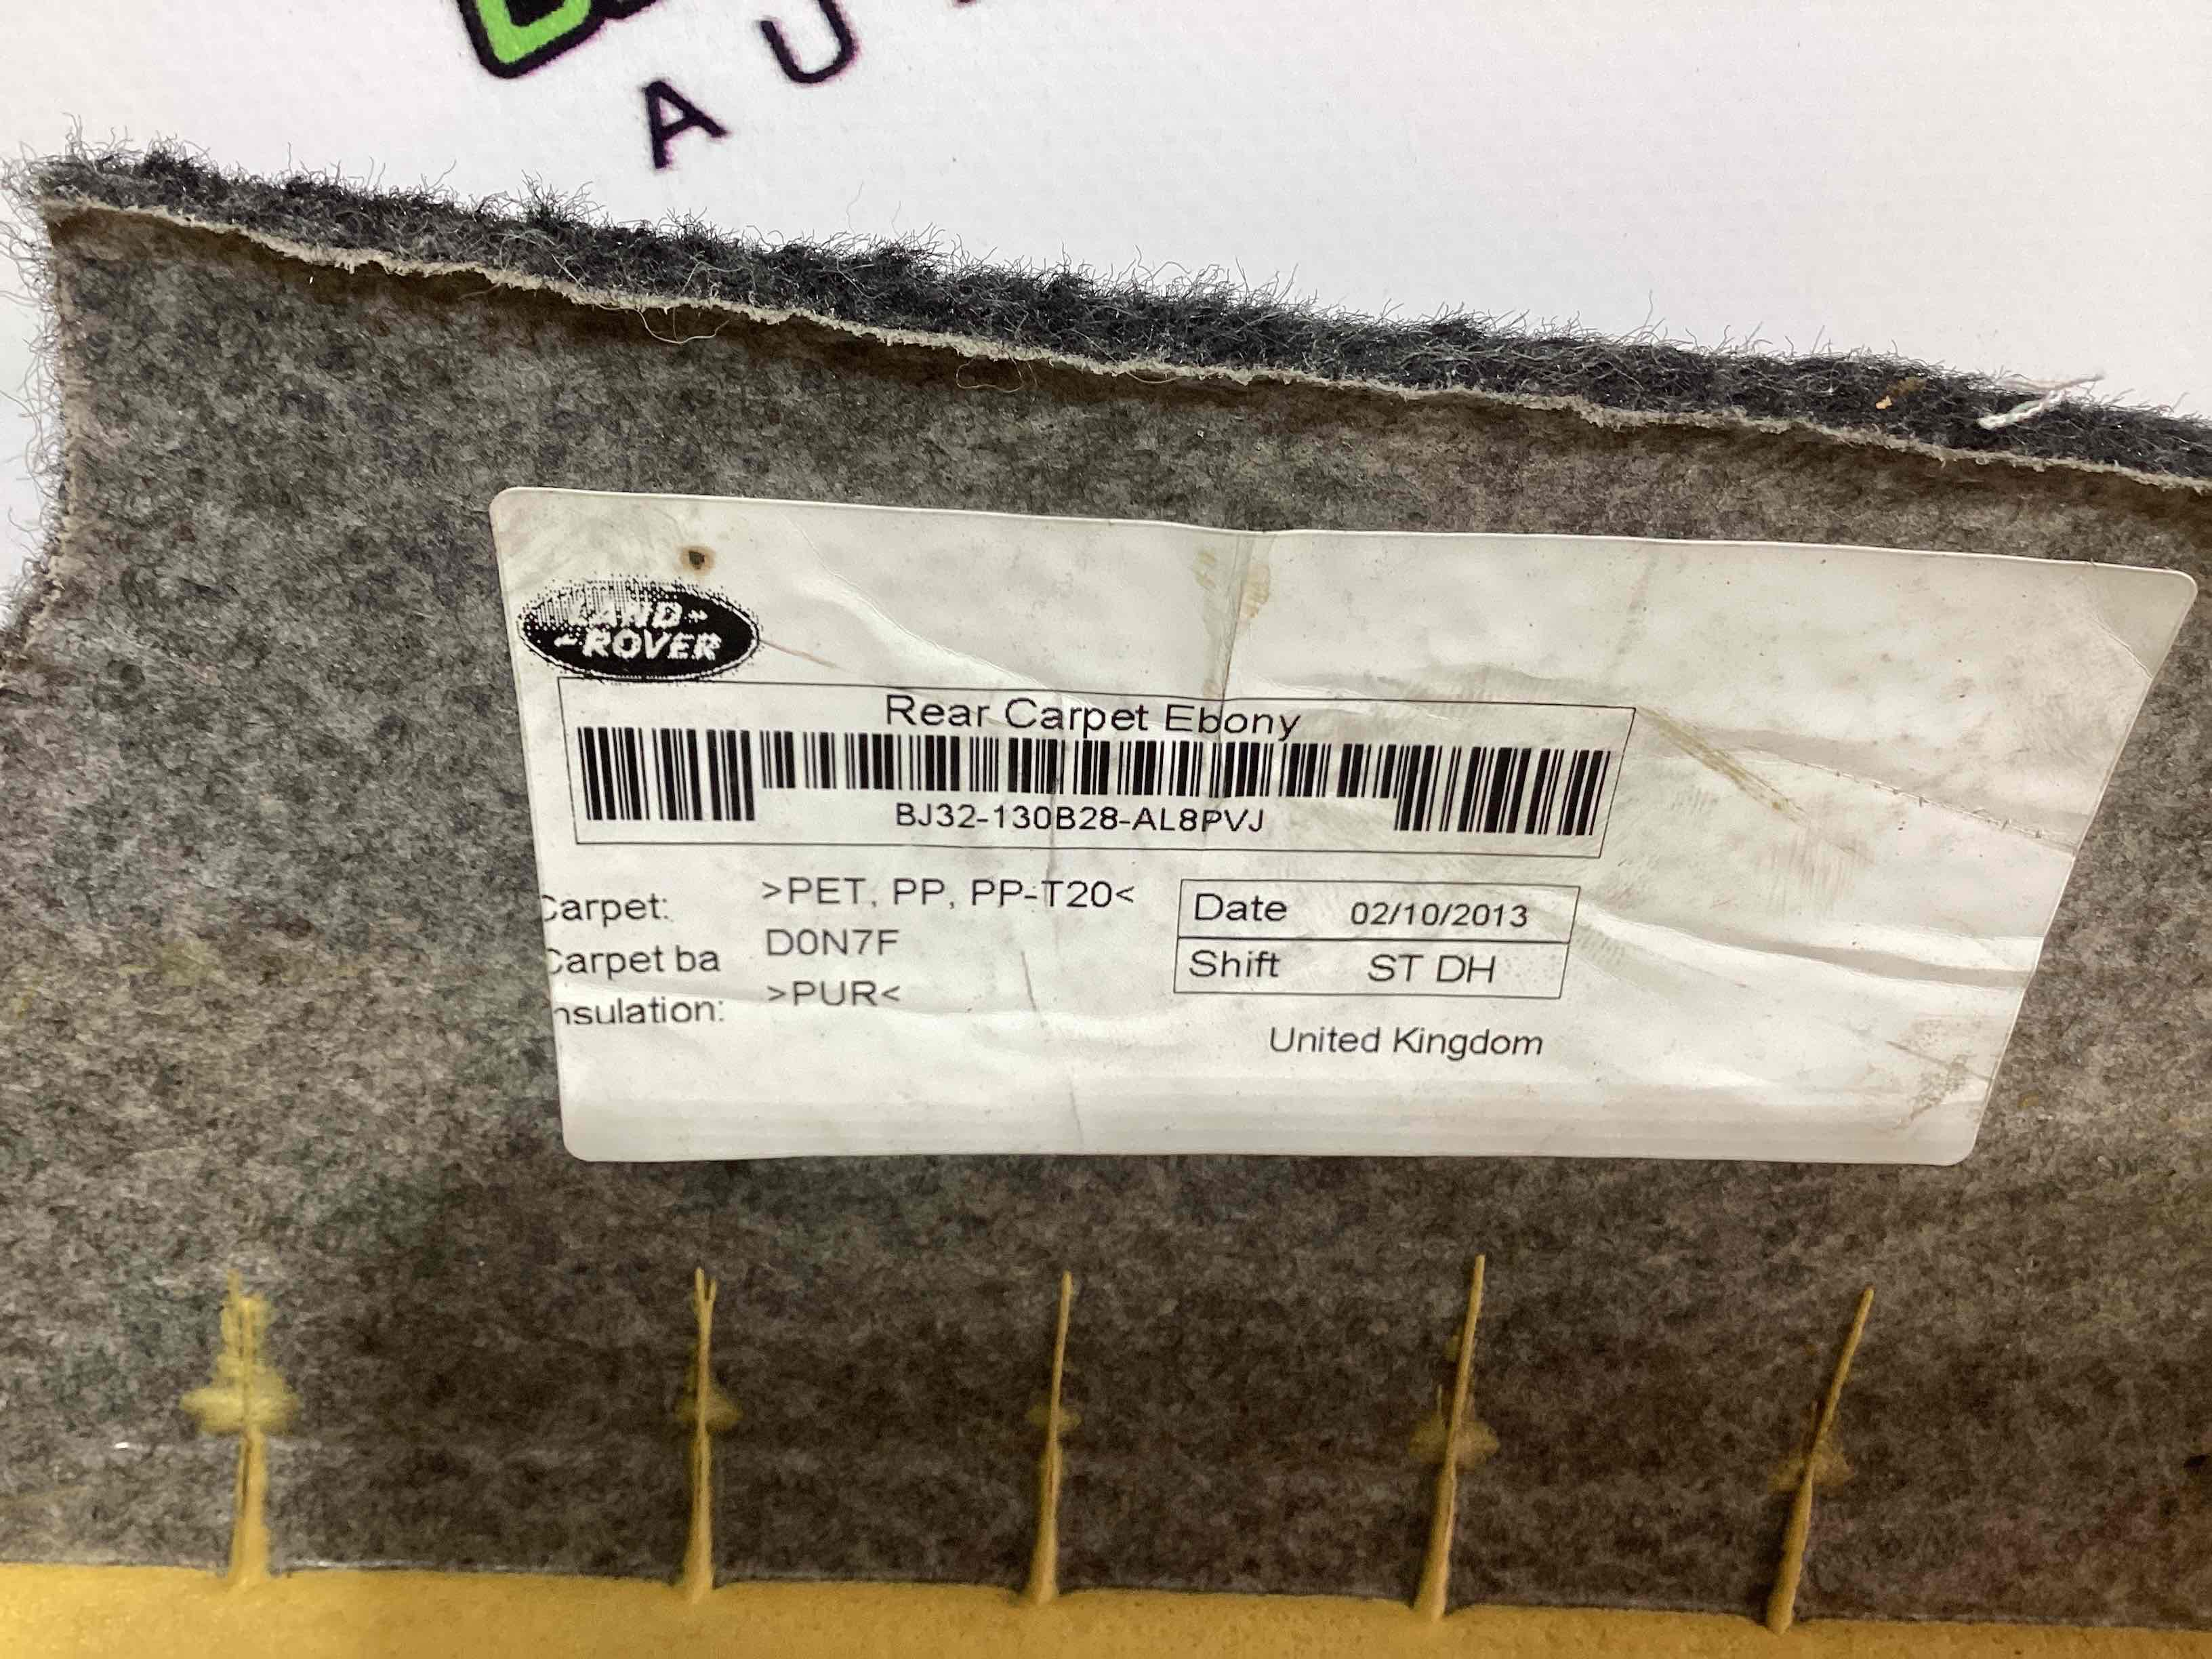 A U
LAND
ROVER
Rear Carpet Ebony
BJ32-130B28-AL8PVJ
Carpet: >PET, PP, PP-T20<
Carpet ba D0N7F
Insulation: >PUR<
Date 02/10/2013
Shift ST DH
United Kingdom